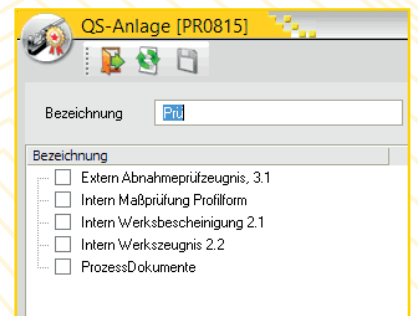 QS-Anlage [PR0815]
Bezeichnung Prü
Bezeichnung
Extern Abnahmeprüfzeugnis, 3.1
Intern Maßprüfung Profilform
Intern Werksbescheinigung 2.1
Intern Werkszeugnis 2.2
ProzessDokumente